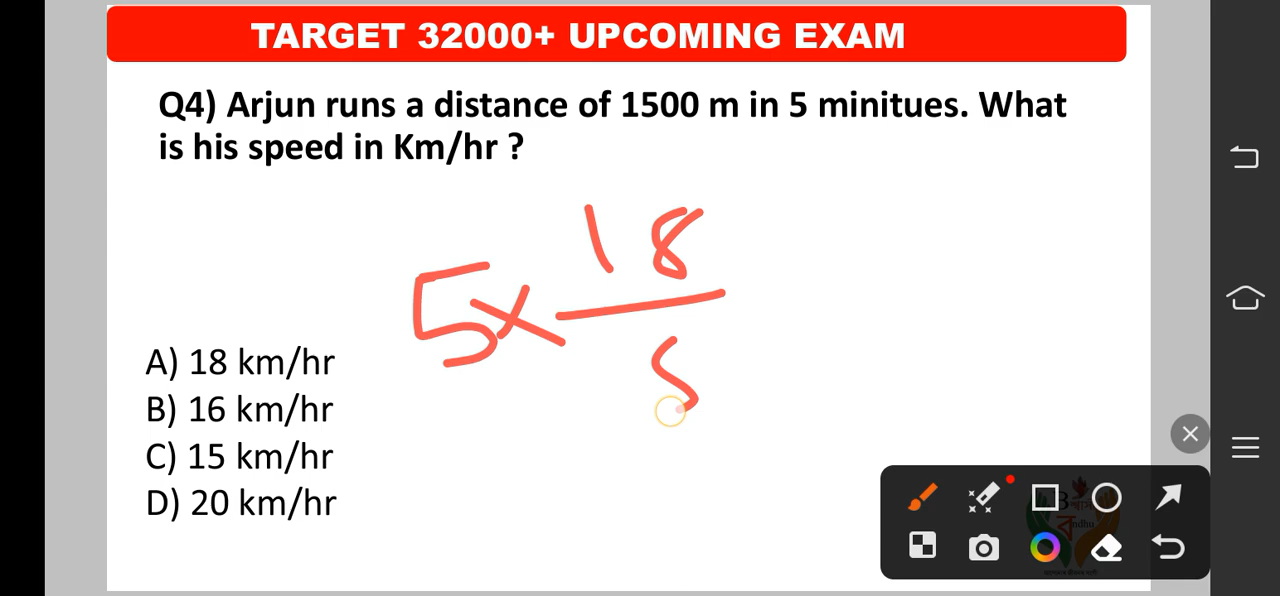 TARGET 32000+ UPCOMING EXAM
Q4) Arjun runs a distance of 1500 m in 5 minitues. What
is his speed in Km/hr ?
18
5×
5
A) 18 km/hr
B) 16 km/hr
C) 15 km/hr
D) 20 km/hr